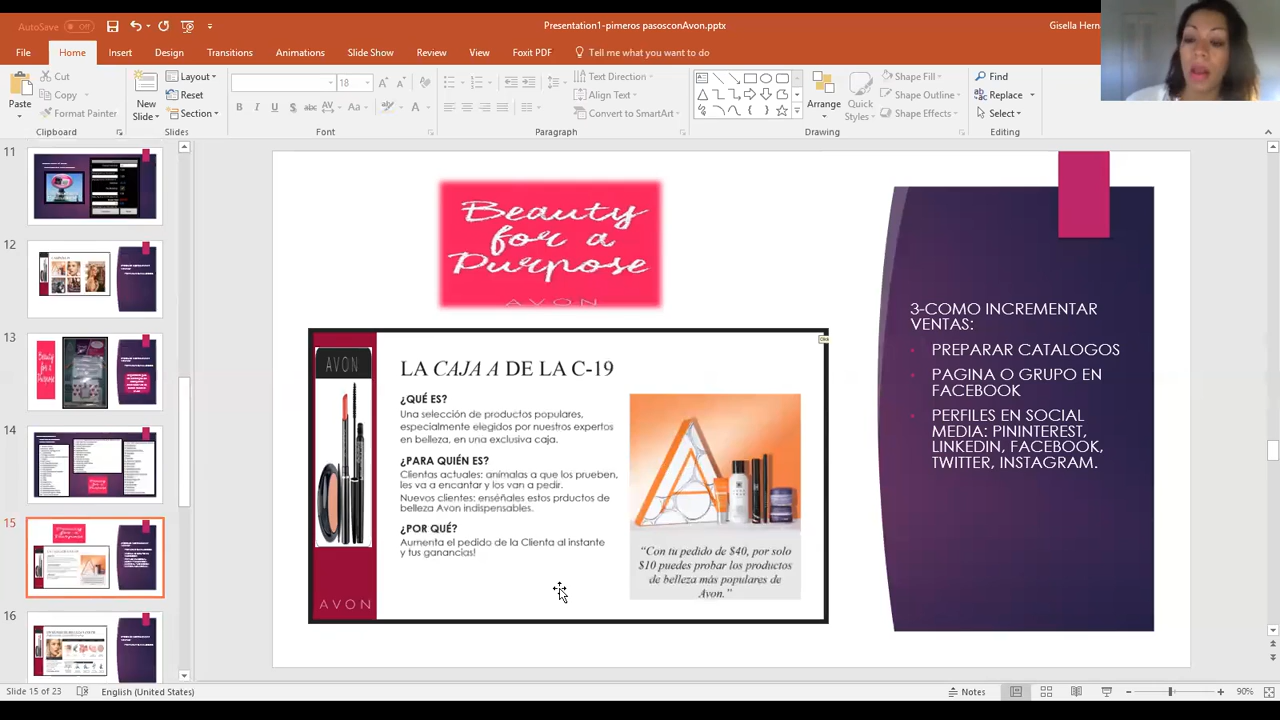 AutoSave
Off
Presentation1-pimeros pasosconAvon.pptx
Gisella Hern
File
Home
Insert
Design
Transitions
Animations
Slide Show
Review
View
Foxit PDF
Tell me what you want to do
Paste
Cut
Copy
Format Painter
Clipboard
New
Slide
Layout
Reset
Section
Slides
18
Font
Text Direction
Align Text
Convert to SmartArt
Paragraph
Arrange
Quick
Styles
Shape Fill
Shape Outline
Shape Effects
Drawing
Find
Replace
Select
Editing
11
12
13
14
15
16
Beauty
for a
Purpose
AVON
AVON
LA CAJA A DE LA C-19
¿QUÉ ES?
Una selección de productos populares,
especialmente elegidos por nuestros expertos
en belleza, en una exclusiva caja.
¿PARA QUIÉN ES?
Clientas actuales: anímalas a que los prueben,
les va a encantar y los van a pedir.
Nuevos clientes: enséñales estos prductos de
belleza Avon indispensables.
¿POR QUÉ?
Aumenta el pedido de la Clienta al instante
y tus ganancias!
AVON
"Con tu pedido de $40, por solo
$10 puedes probar los productos
de belleza más populares de
Avon."
3-COMO INCREMENTAR
VENTAS:
• PREPARAR CATALOGOS
• PAGINA O GRUPO EN
FACEBOOK
• PERFILES EN SOCIAL
MEDIA: PININTEREST,
LINKEDIN, FACEBOOK,
TWITTER, INSTAGRAM.
Slide 15 of 23
English (United States)
Notes
90%